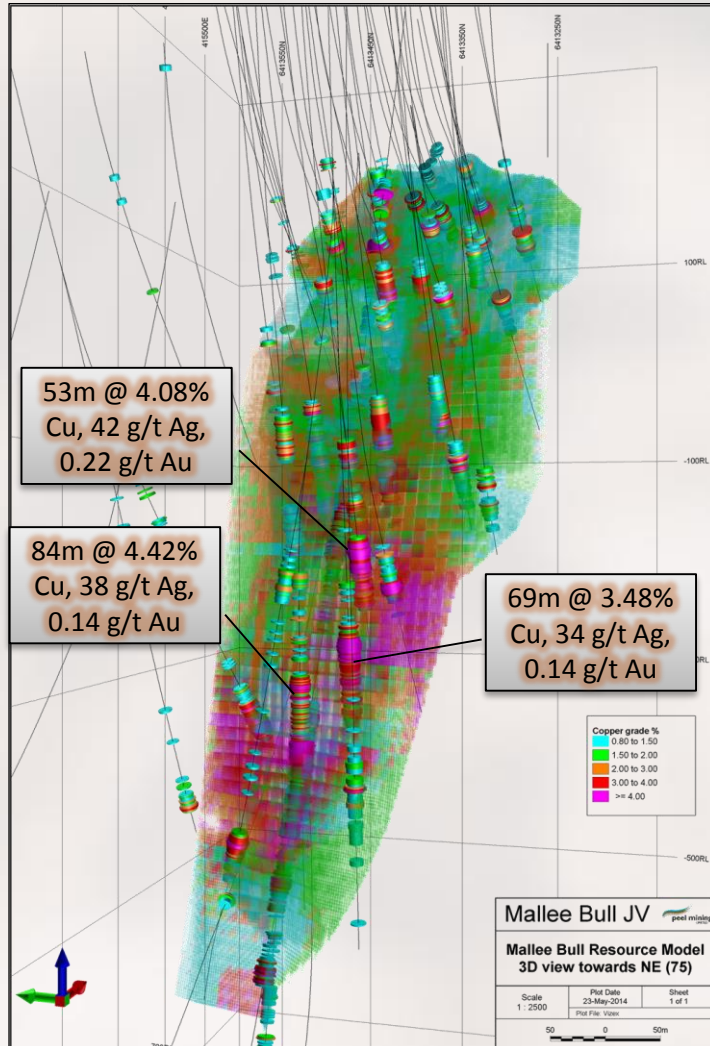 415500E
6413550N
6413450N
6413350N
6413250N
100RL
53m @ 4.08%
Cu, 42 g/t Ag,
0.22 g/t Au
-100RL
84m @ 4.42%
Cu, 38 g/t Ag,
0.14 g/t Au
69m @ 3.48%
Cu, 34 g/t Ag,
0.14 g/t Au
Copper grade %
0.80 to 1.50
1.50 to 2.00
2.00 to 3.00
3.00 to 4.00
>= 4.00
-500RL
Mallee Bull JV
peel mining
Mallee Bull Resource Model
3D view towards NE (75)
Scale
1 : 2500
Plot Date
23-May-2014
Sheet
1 of 1
Plot File: Vizex
50 0 50m